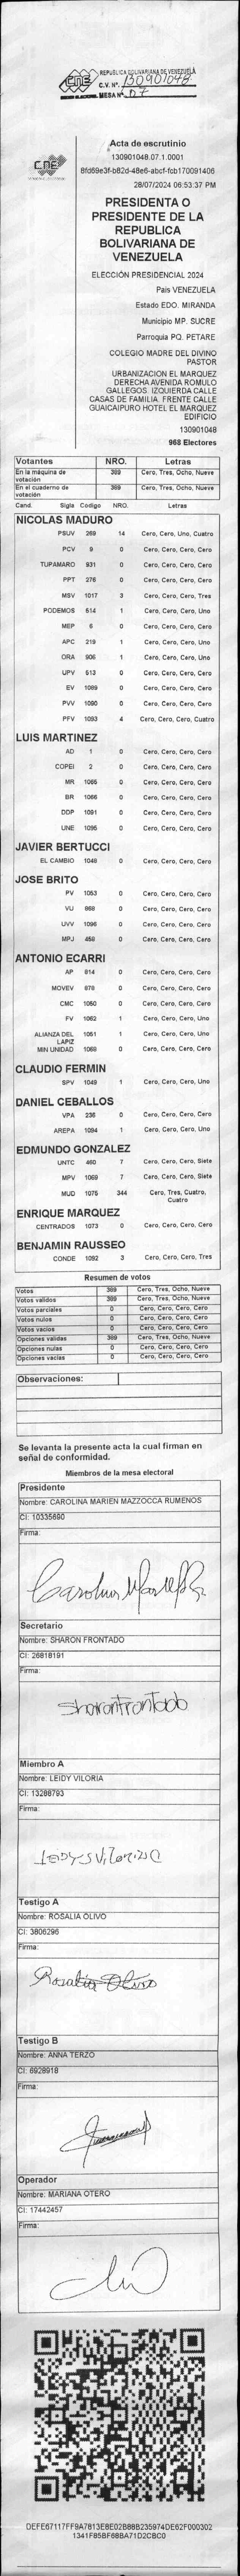 CNE
REPUBLICA BOLIVARIANA DE VENEZUELA
C.V. Nº. 130901048
MESA Nº 07
CNE
Acta de escrutinio
130901048.07.1.0001
8fd69e3f-b82d-48e6-abcf-fcb170091406
28/07/2024 06:53:37 PM
PRESIDENTA O
PRESIDENTE DE LA
REPUBLICA
BOLIVARIANA DE
VENEZUELA
ELECCIÓN PRESIDENCIAL 2024
País VENEZUELA
Estado EDO. MIRANDA
Municipio MP. SUCRE
Parroquia PQ. PETARE
COLEGIO MADRE DEL DIVINO
PASTOR
URBANIZACION EL MARQUEZ
DERECHA AVENIDA ROMULO
GALLEGOS. IZQUIERDA CALLE
CASAS DE FAMILIA. FRENTE CALLE
GUAICAIPURO HOTEL EL MARQUEZ
EDIFICIO
130901048
968 Electores
Votantes NRO. Letras
En la máquina de votación 389 Cero, Tres, Ocho, Nueve
En el cuaderno de votación 389 Cero, Tres, Ocho, Nueve
Cand. Sigla Codigo NRO. Letras
NICOLAS MADURO
PSUV 269 14 Cero, Cero, Uno, Cuatro
PCV 9 0 Cero, Cero, Cero, Cero
TUPAMARO 931 0 Cero, Cero, Cero, Cero
PPT 276 0 Cero, Cero, Cero, Cero
MSV 1017 3 Cero, Cero, Cero, Tres
PODEMOS 514 1 Cero, Cero, Cero, Uno
MEP 6 0 Cero, Cero, Cero, Cero
APC 219 1 Cero, Cero, Cero, Uno
ORA 906 1 Cero, Cero, Cero, Uno
UPV 513 0 Cero, Cero, Cero, Cero
EV 1089 0 Cero, Cero, Cero, Cero
PVV 1090 0 Cero, Cero, Cero, Cero
PFV 1093 4 Cero, Cero, Cero, Cuatro
LUIS MARTINEZ
AD 1 0 Cero, Cero, Cero, Cero
COPEI 2 0 Cero, Cero, Cero, Cero
MR 1065 0 Cero, Cero, Cero, Cero
BR 1066 0 Cero, Cero, Cero, Cero
DDP 1091 0 Cero, Cero, Cero, Cero
UNE 1095 0 Cero, Cero, Cero, Cero
JAVIER BERTUCCI
EL CAMBIO 1048 0 Cero, Cero, Cero, Cero
JOSE BRITO
PV 1053 0 Cero, Cero, Cero, Cero
VU 868 0 Cero, Cero, Cero, Cero
UVV 1096 0 Cero, Cero, Cero, Cero
MPJ 458 0 Cero, Cero, Cero, Cero
ANTONIO ECARRI
AP 814 0 Cero, Cero, Cero, Cero
MOVEV 878 0 Cero, Cero, Cero, Cero
CMC 1050 0 Cero, Cero, Cero, Cero
FV 1062 1 Cero, Cero, Cero, Uno
ALIANZA DEL LAPIZ 1051 1 Cero, Cero, Cero, Uno
MIN UNIDAD 1068 0 Cero, Cero, Cero, Cero
CLAUDIO FERMIN
SPV 1049 1 Cero, Cero, Cero, Uno
DANIEL CEBALLOS
VPA 236 0 Cero, Cero, Cero, Cero
AREPA 1094 1 Cero, Cero, Cero, Uno
EDMUNDO GONZALEZ
UNTC 460 7 Cero, Cero, Cero, Siete
MPV 1069 7 Cero, Cero, Cero, Siete
MUD 1075 344 Cero, Tres, Cuatro, Cuatro
ENRIQUE MARQUEZ
CENTRADOS 1073 0 Cero, Cero, Cero, Cero
BENJAMIN RAUSSEO
CONDE 1092 3 Cero, Cero, Cero, Tres
Resumen de votos
Votos 389 Cero, Tres, Ocho, Nueve
Votos validos 389 Cero, Tres, Ocho, Nueve
Votos parciales 0 Cero, Cero, Cero, Cero
Votos nulos 0 Cero, Cero, Cero, Cero
Votos vacios 0 Cero, Cero, Cero, Cero
Opciones validas 389 Cero, Tres, Ocho, Nueve
Opciones nulas 0 Cero, Cero, Cero, Cero
Opciones vacias 0 Cero, Cero, Cero, Cero
Observaciones:
Se levanta la presente acta la cual firman en
señal de conformidad.
Miembros de la mesa electoral
Presidente
Nombre: CAROLINA MARIEN MAZZOCCA RUMENOS
CI: 10335690
Firma:
Secretario
Nombre: SHARON FRONTADO
CI: 26818191
Firma:
Sharon Frontado
Miembro A
Nombre: LEIDY VILORIA
CI: 13288793
Firma:
Testigo A
Nombre: ROSALIA OLIVO
CI: 3806296
Firma:
Rosalia Olivo
Testigo B
Nombre: ANNA TERZO
CI: 6928918
Firma:
Operador
Nombre: MARIANA OTERO
CI: 17442457
Firma:
DEFE67117FF9A7813E8E02B8BB235974DE62F000302
1341F85BF68BA71D2CBC0